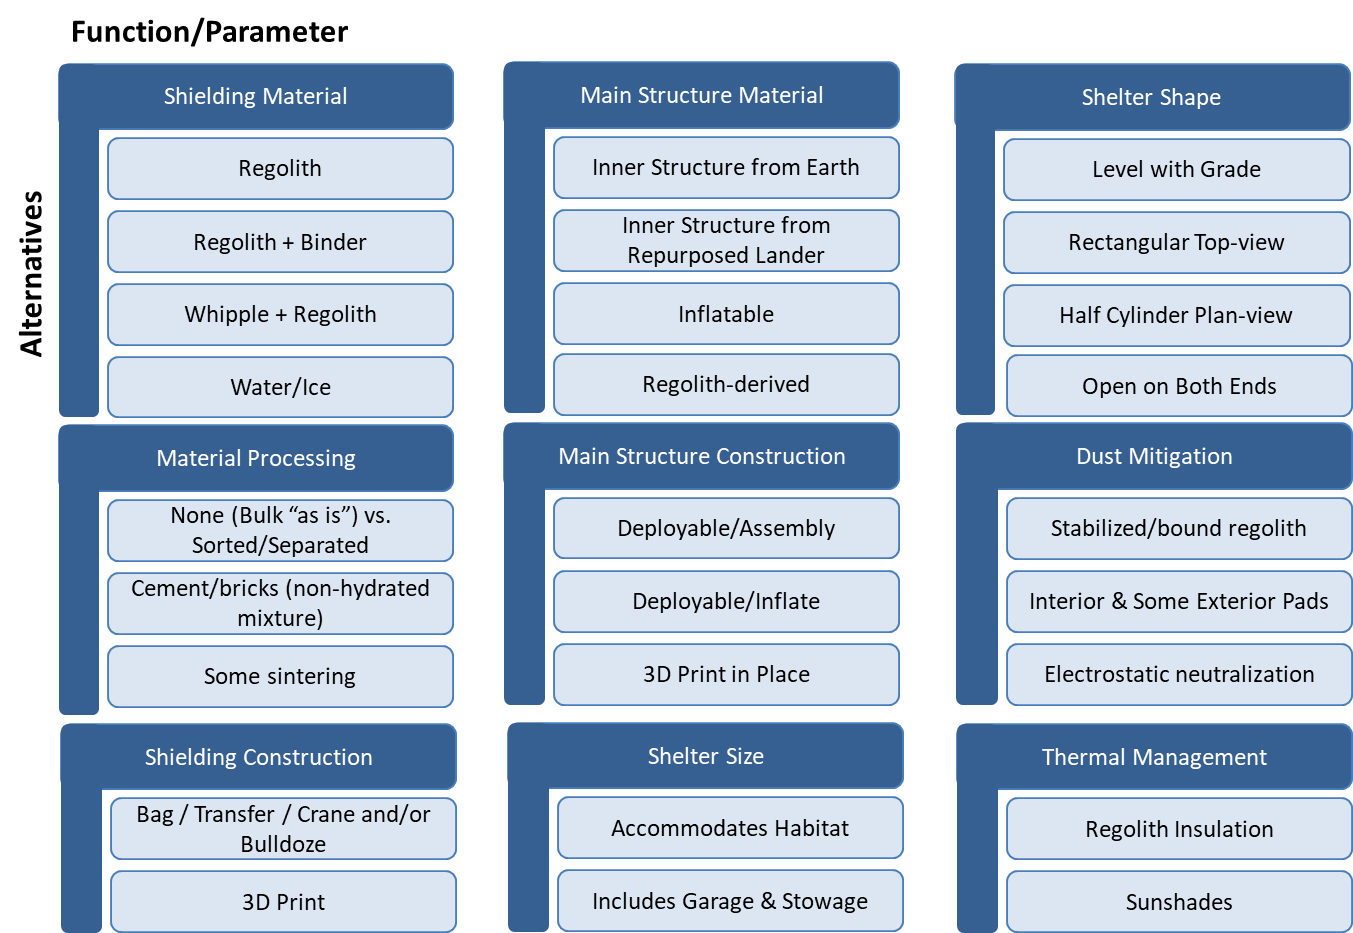 Function/Parameter
Alternatives
Shielding Material
Regolith
Regolith + Binder
Whipple + Regolith
Water/Ice
Main Structure Material
Inner Structure from Earth
Inner Structure from
Repurposed Lander
Inflatable
Regolith-derived
Shelter Shape
Level with Grade
Rectangular Top-view
Half Cylinder Plan-view
Open on Both Ends
Material Processing
None (Bulk “as is”) vs.
Sorted/Separated
Cement/bricks (non-hydrated
mixture)
Some sintering
Main Structure Construction
Deployable/Assembly
Deployable/Inflate
3D Print in Place
Dust Mitigation
Stabilized/bound regolith
Interior & Some Exterior Pads
Electrostatic neutralization
Shielding Construction
Bag / Transfer / Crane and/or
Bulldoze
3D Print
Shelter Size
Accommodates Habitat
Includes Garage & Stowage
Thermal Management
Regolith Insulation
Sunshades